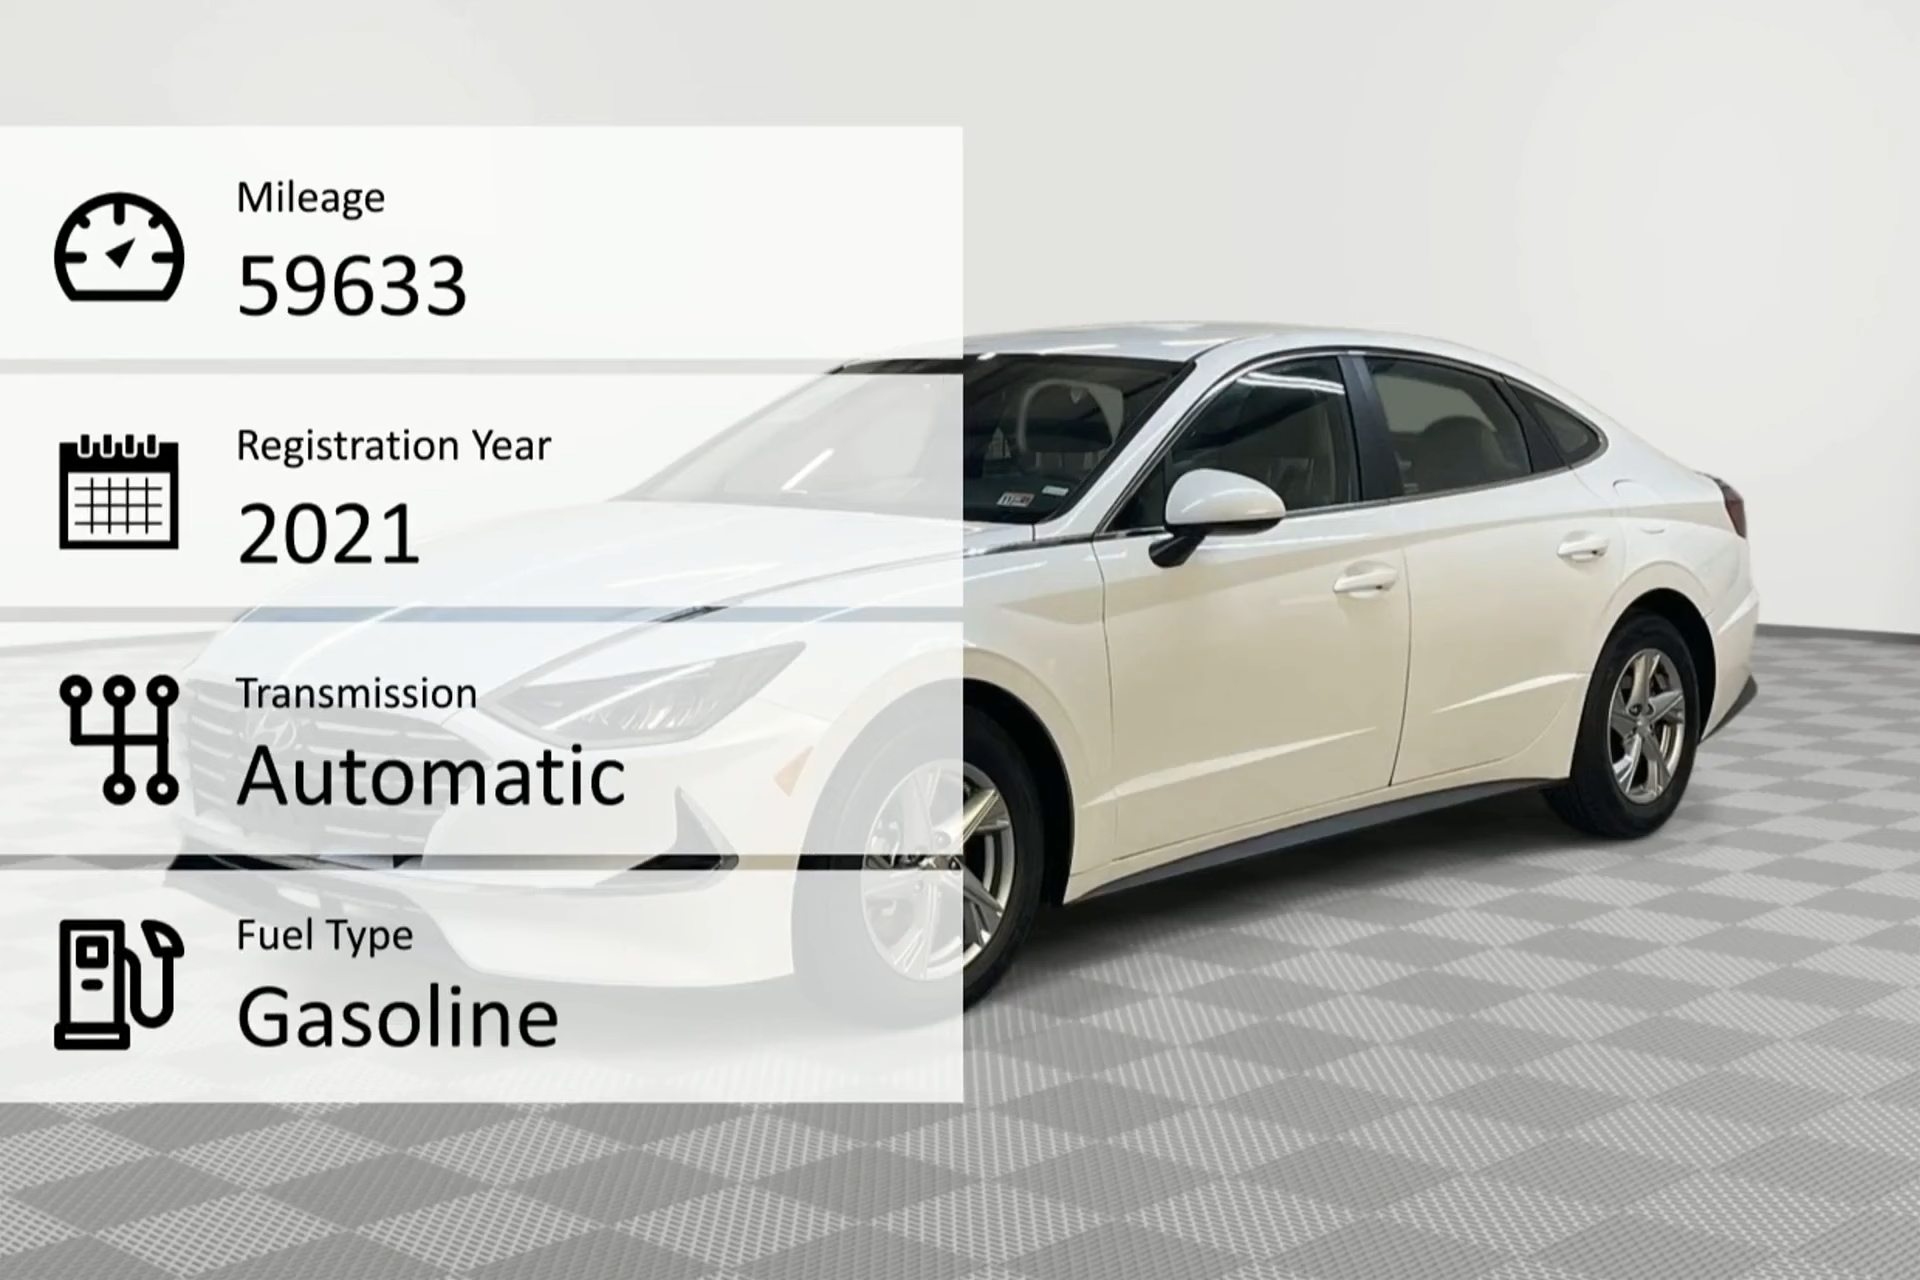 Mileage
59633
Registration Year
2021
Transmission
Automatic
Fuel Type
Gasoline